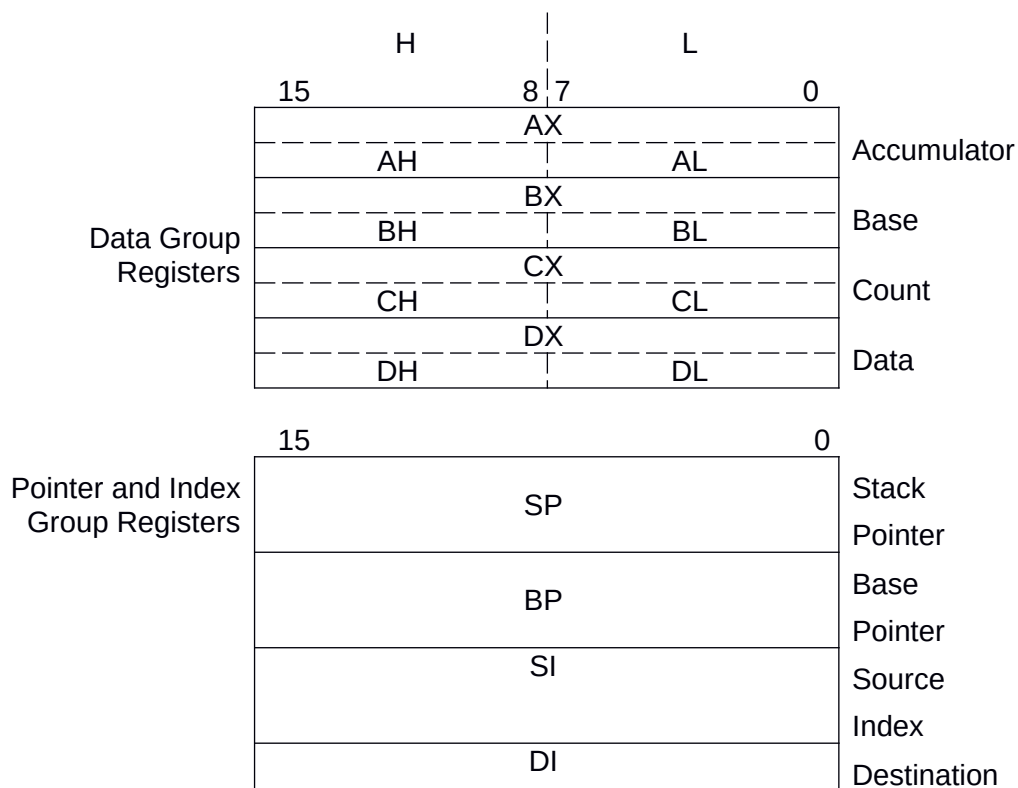 H L
15 8 7 0
AX
AH AL
Accumulator
BX
BH BL
Base
Data Group
Registers
CX
CH CL
Count
DX
DH DL
Data
15 0
Pointer and Index
Group Registers
SP
Stack
Pointer
BP
Base
Pointer
SI
Source
Index
DI
Destination